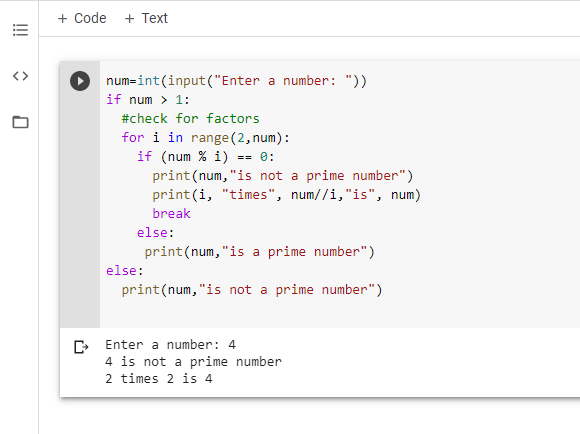 + Code + Text
num=int(input("Enter a number: "))
if num > 1:
  #check for factors
  for i in range(2,num):
    if (num % i) == 0:
      print(num,"is not a prime number")
      print(i, "times", num//i,"is", num)
      break
    else:
     print(num,"is a prime number")
else:
  print(num,"is not a prime number")
Enter a number: 4
4 is not a prime number
2 times 2 is 4